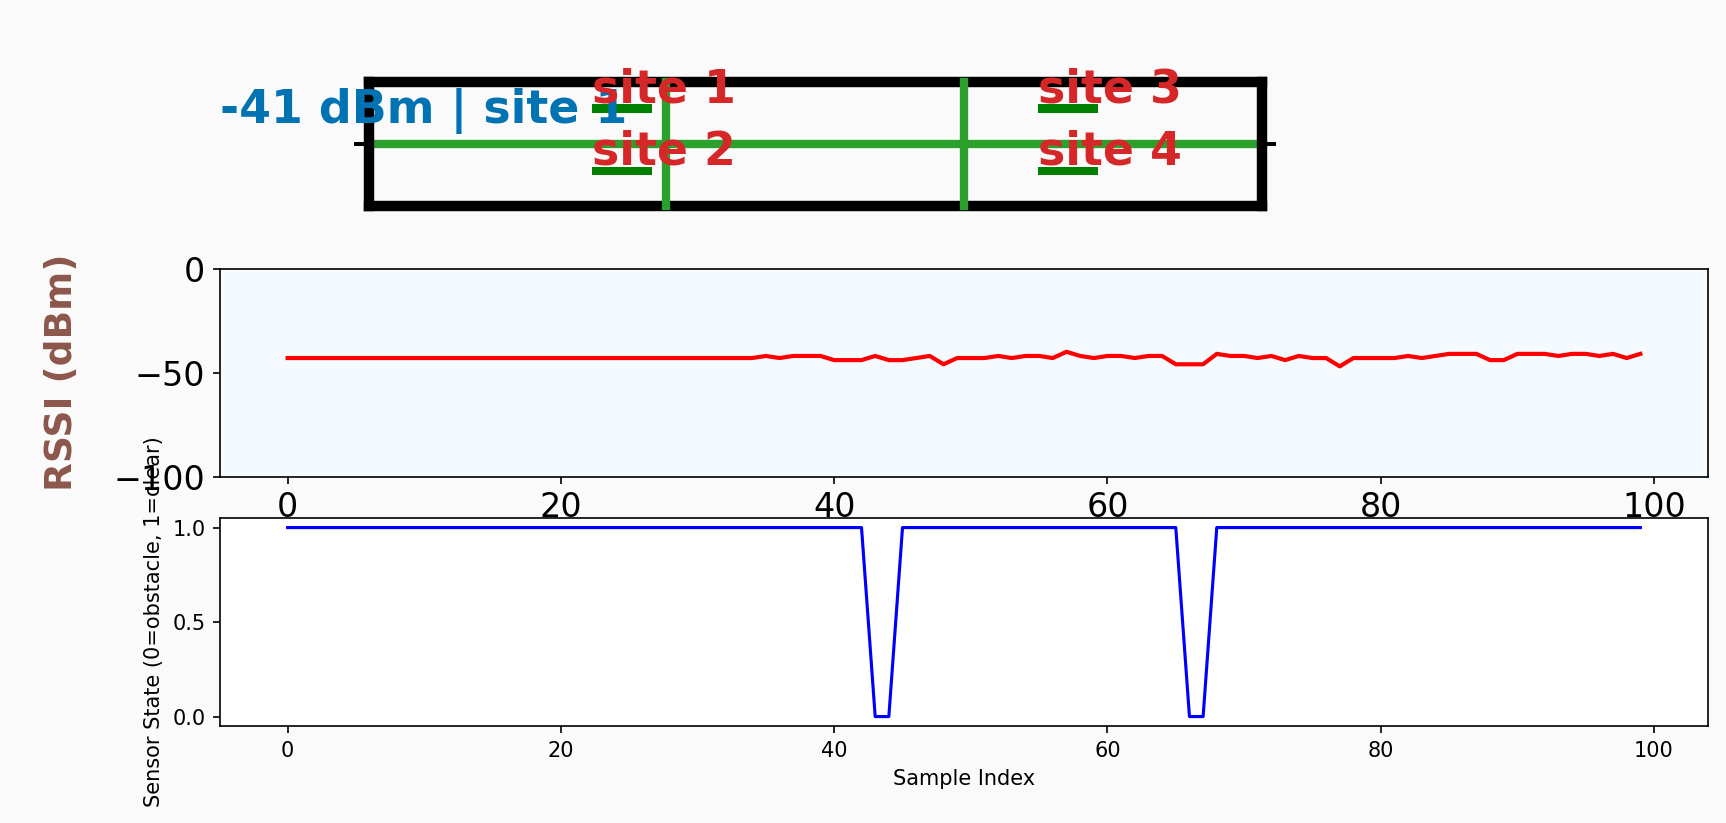 site 1
site 3
-41 dBm | site 1
site 2
site 4
RSSI (dBm)
0
−50
−100
0
20
40
60
80
100
Sensor State (0=obstacle, 1=clear)
1.0
0.5
0.0
0
20
40
60
80
100
Sample Index